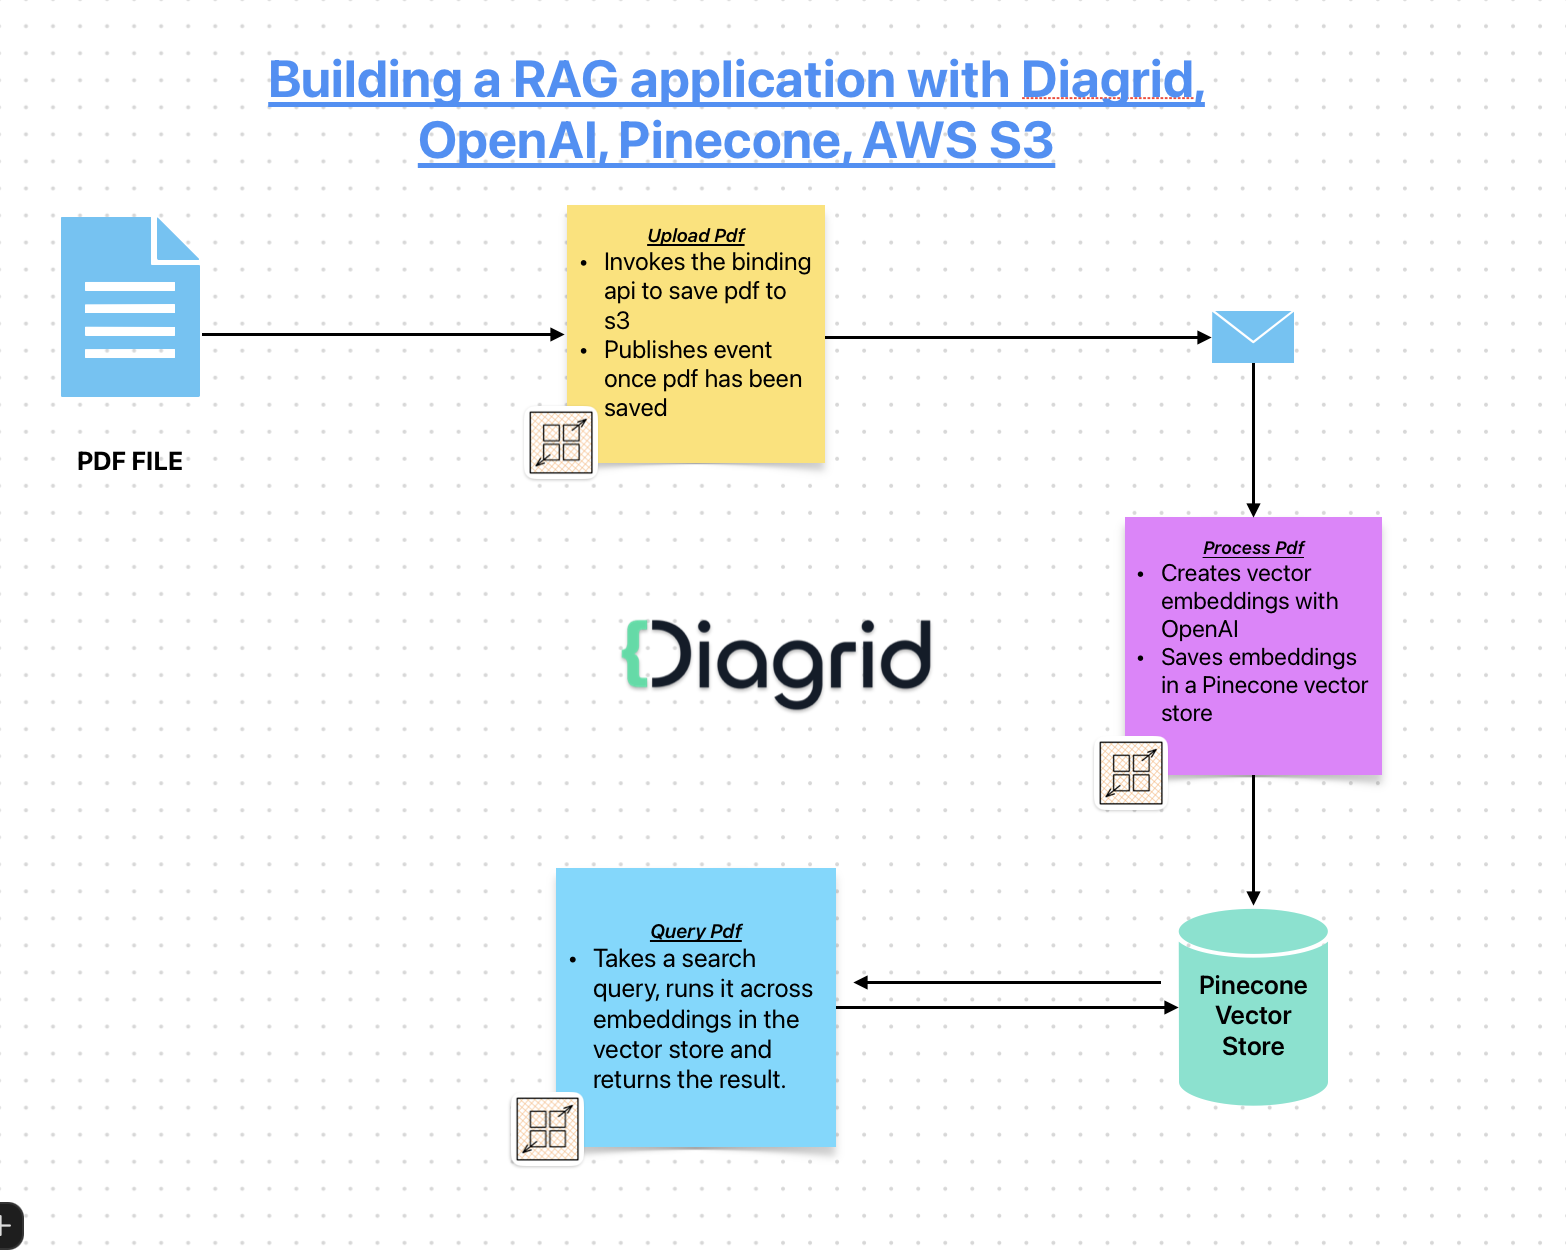 Building a RAG application with Diagrid,
OpenAI, Pinecone, AWS S3
PDF FILE
Upload Pdf
• Invokes the binding
api to save pdf to
s3
• Publishes event
once pdf has been
saved
Process Pdf
• Creates vector
embeddings with
OpenAI
• Saves embeddings
in a Pinecone vector
store
{Diagrid
Query Pdf
• Takes a search
query, runs it across
embeddings in the
vector store and
returns the result.
Pinecone
Vector
Store